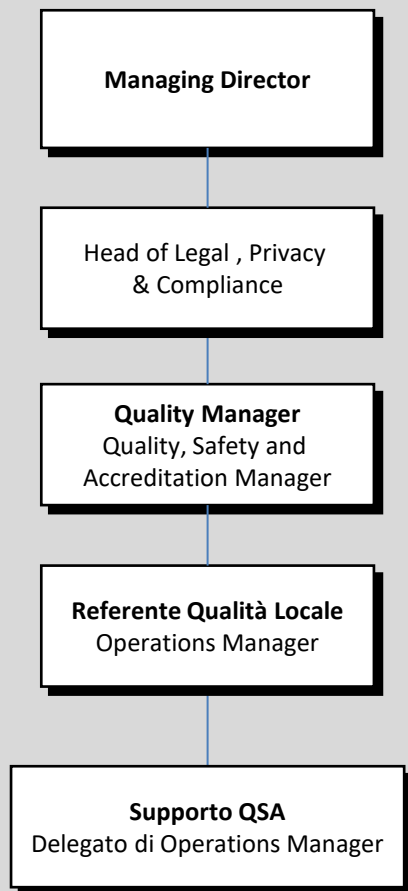 Managing Director
Head of Legal , Privacy
& Compliance
Quality Manager
Quality, Safety and
Accreditation Manager
Referente Qualità Locale
Operations Manager
Supporto QSA
Delegato di Operations Manager